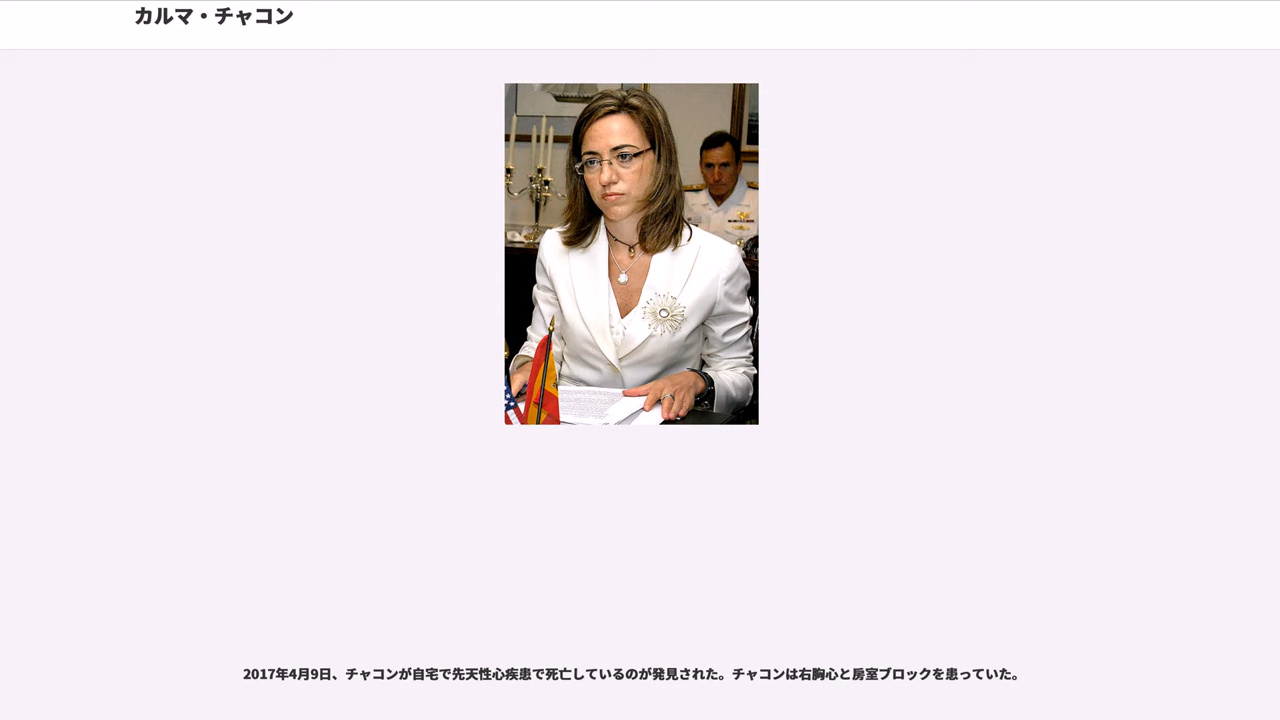 カルマ・チャコン
2017年4月9日、チャコンが自宅で先天性心疾患で死亡しているのが発見された。チャコンは右胸心と房室ブロックを患っていた。